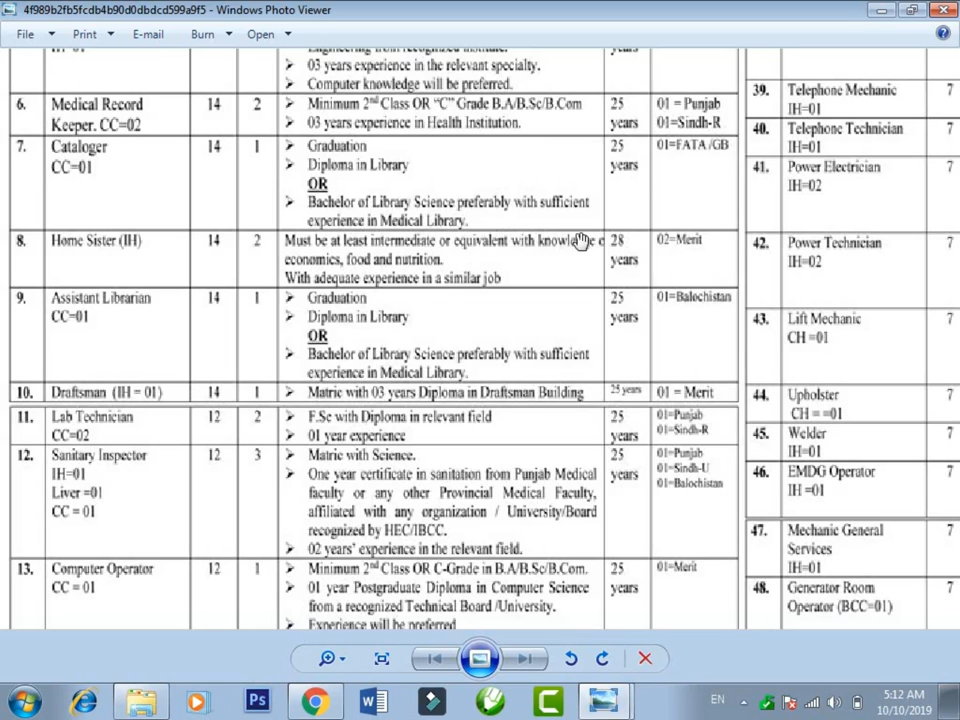 4f989b2fb5fcdb4b90d0dbdcd599a9f5 - Windows Photo Viewer
File Print E-mail Burn Open
years
03 years experience in the relevant specialty.
Computer knowledge will be preferred.
6. Medical Record 14 2 Minimum 2nd Class OR "C" Grade B.A/B.Sc/B.Com 25 01 = Punjab
Keeper. CC=02 03 years experience in Health Institution. years 01=Sindh-R
7. Cataloger 14 1 Graduation 25 01=FATA /GB
CC=01 Diploma in Library years
OR
Bachelor of Library Science preferably with sufficient
experience in Medical Library.
8. Home Sister (IH) 14 2 Must be at least intermediate or equivalent with 28 02=Merit
economics, food and nutrition. years
With adequate experience in a similar job
9. Assistant Librarian 14 1 Graduation 25 01=Balochistan
CC=01 Diploma in Library years
OR
Bachelor of Library Science preferably with sufficient
experience in Medical Library.
10. Draftsman (IH = 01) 14 1 Matric with 03 years Diploma in Draftsman Building 25 years 01 = Merit
11. Lab Technician 12 2 F.Sc with Diploma in relevant field 25 01=Punjab
CC=02 01 year experience years 01=Sindh-R
12. Sanitary Inspector 12 3 Matric with Science. 25 01=Punjab
IH=01 One year certificate in sanitation from Punjab Medical years 01=Sindh-U
Liver =01 faculty or any other Provincial Medical Faculty, 01=Balochistan
CC = 01 affiliated with any organization / University/Board
recognized by HEC/IBCC.
02 years' experience in the relevant field.
13. Computer Operator 12 1 Minimum 2nd Class OR C-Grade in B.A/B.Sc/B.Com. 25 01=Merit
CC = 01 01 year Postgraduate Diploma in Computer Science years
from a recognized Technical Board /University.
Experience will be preferred
39. Telephone Mechanic 7
IH=01
40. Telephone Technician 7
IH=01
41. Power Electrician 7
IH=02
42. Power Technician 7
IH=02
43. Lift Mechanic 7
CH =01
44. Upholster 7
CH = =01
45. Welder 7
IH=01
46. EMDG Operator 7
IH =01
47. Mechanic General 7
Services
IH=01
48. Generator Room 7
Operator (BCC=01)
Ps
W
C
EN
5:12 AM
10/10/2019